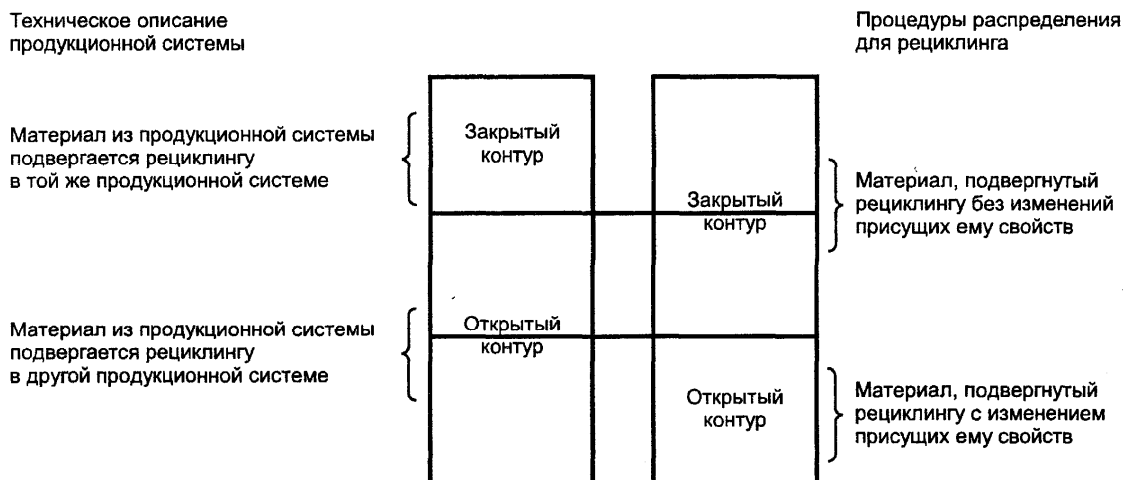 Техническое описание
продукционной системы
Процедуры распределения
для рециклинга
Материал из продукционной системы
подвергается рециклингу
в той же продукционной системе
Закрытый
контур
Закрытый
контур
Материал, подвергнутый
рециклингу без изменений
присущих ему свойств
Материал из продукционной системы
подвергается рециклингу
в другой продукционной системе
Открытый
контур
Открытый
контур
Материал, подвергнутый
рециклингу с изменением
присущих ему свойств